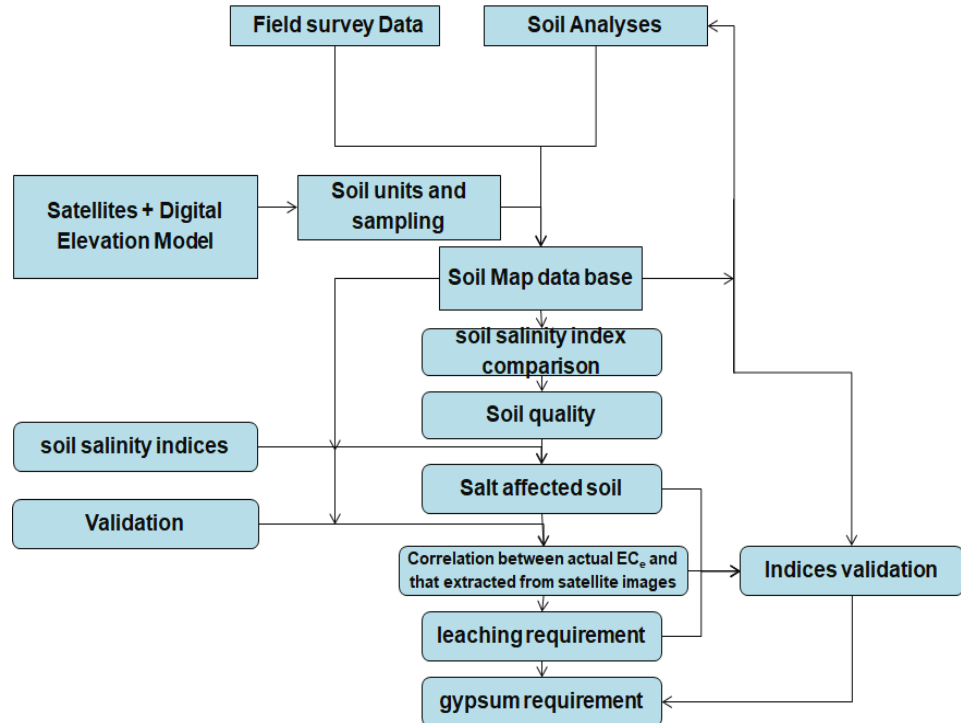 Field survey Data
Soil Analyses
Satellites + Digital
Elevation Model
Soil units and
sampling
Soil Map data base
soil salinity index
comparison
Soil quality
soil salinity indices
Salt affected soil
Validation
Correlation between actual ECₑ and
that extracted from satellite images
Indices validation
leaching requirement
gypsum requirement